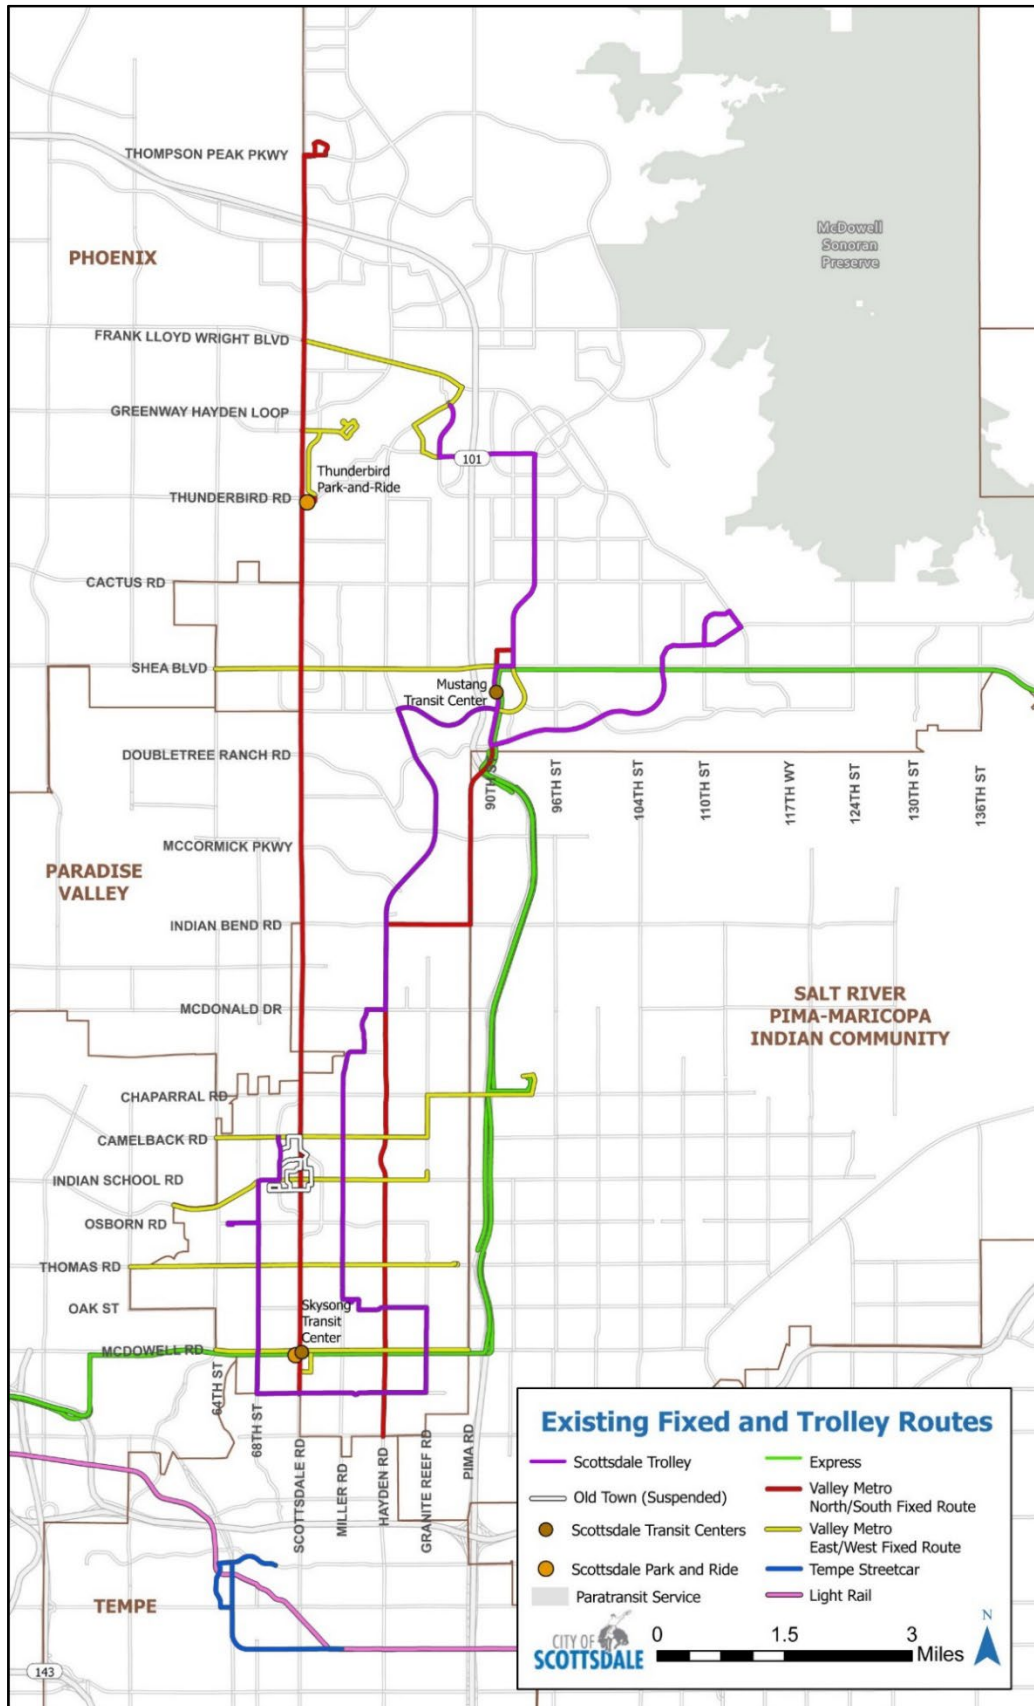 THOMPSON PEAK PKWY
McDowell
Sonoran
Preserve
PHOENIX
FRANK LLOYD WRIGHT BLVD
GREENWAY HAYDEN LOOP
101
Thunderbird
Park-and-Ride
THUNDERBIRD RD
CACTUS RD
SHEA BLVD
Mustang
Transit Center
DOUBLETREE RANCH RD
90TH S
96TH ST
104TH ST
110TH ST
117TH WY
124TH ST
130TH ST
136TH ST
MCCORMICK PKWY
PARADISE
VALLEY
INDIAN BEND RD
MCDONALD DR
SALT RIVER
PIMA-MARICOPA
INDIAN COMMUNITY
CHAPARRAL RD
CAMELBACK RD
INDIAN SCHOOL RD
OSBORN RD
THOMAS RD
OAK ST
Skysong
Transit
Center
MCDOWELL RD
64TH ST
68TH ST
SCOTTSDALE RD
MILLER RD
HAYDEN RD
GRANITE REEF RD
PIMA RD
TEMPE
143
Existing Fixed and Trolley Routes
Scottsdale Trolley
Old Town (Suspended)
Scottsdale Transit Centers
Scottsdale Park and Ride
Paratransit Service
Express
Valley Metro
North/South Fixed Route
Valley Metro
East/West Fixed Route
Tempe Streetcar
Light Rail
CITY OF
SCOTTSDALE
0 1.5 3
Miles
N